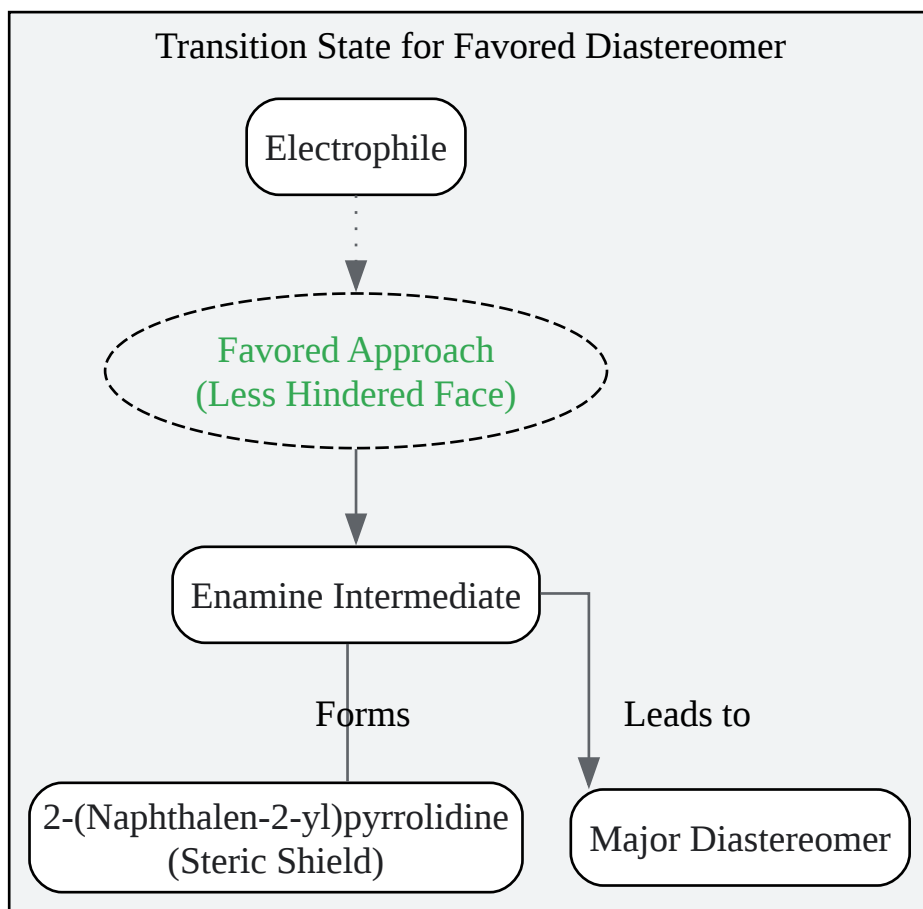 Transition State for Favored Diastereomer
Electrophile
Favored Approach
(Less Hindered Face)
Enamine Intermediate
Forms
Leads to
2-(Naphthalen-2-yl)pyrrolidine
(Steric Shield)
Major Diastereomer